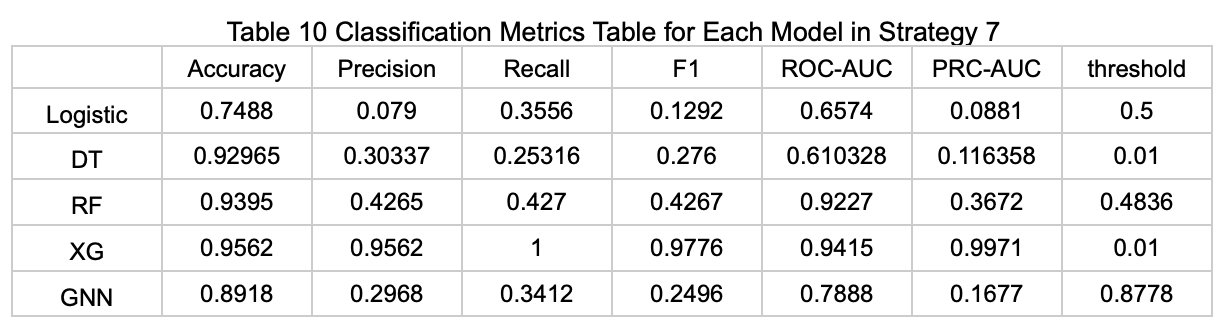 Table 10 Classification Metrics Table for Each Model in Strategy 7
Accuracy Precision Recall F1 ROC-AUC PRC-AUC threshold
Logistic 0.7488 0.079 0.3556 0.1292 0.6574 0.0881 0.5
DT 0.92965 0.30337 0.25316 0.276 0.610328 0.116358 0.01
RF 0.9395 0.4265 0.427 0.4267 0.9227 0.3672 0.4836
XG 0.9562 0.9562 1 0.9776 0.9415 0.9971 0.01
GNN 0.8918 0.2968 0.3412 0.2496 0.7888 0.1677 0.8778